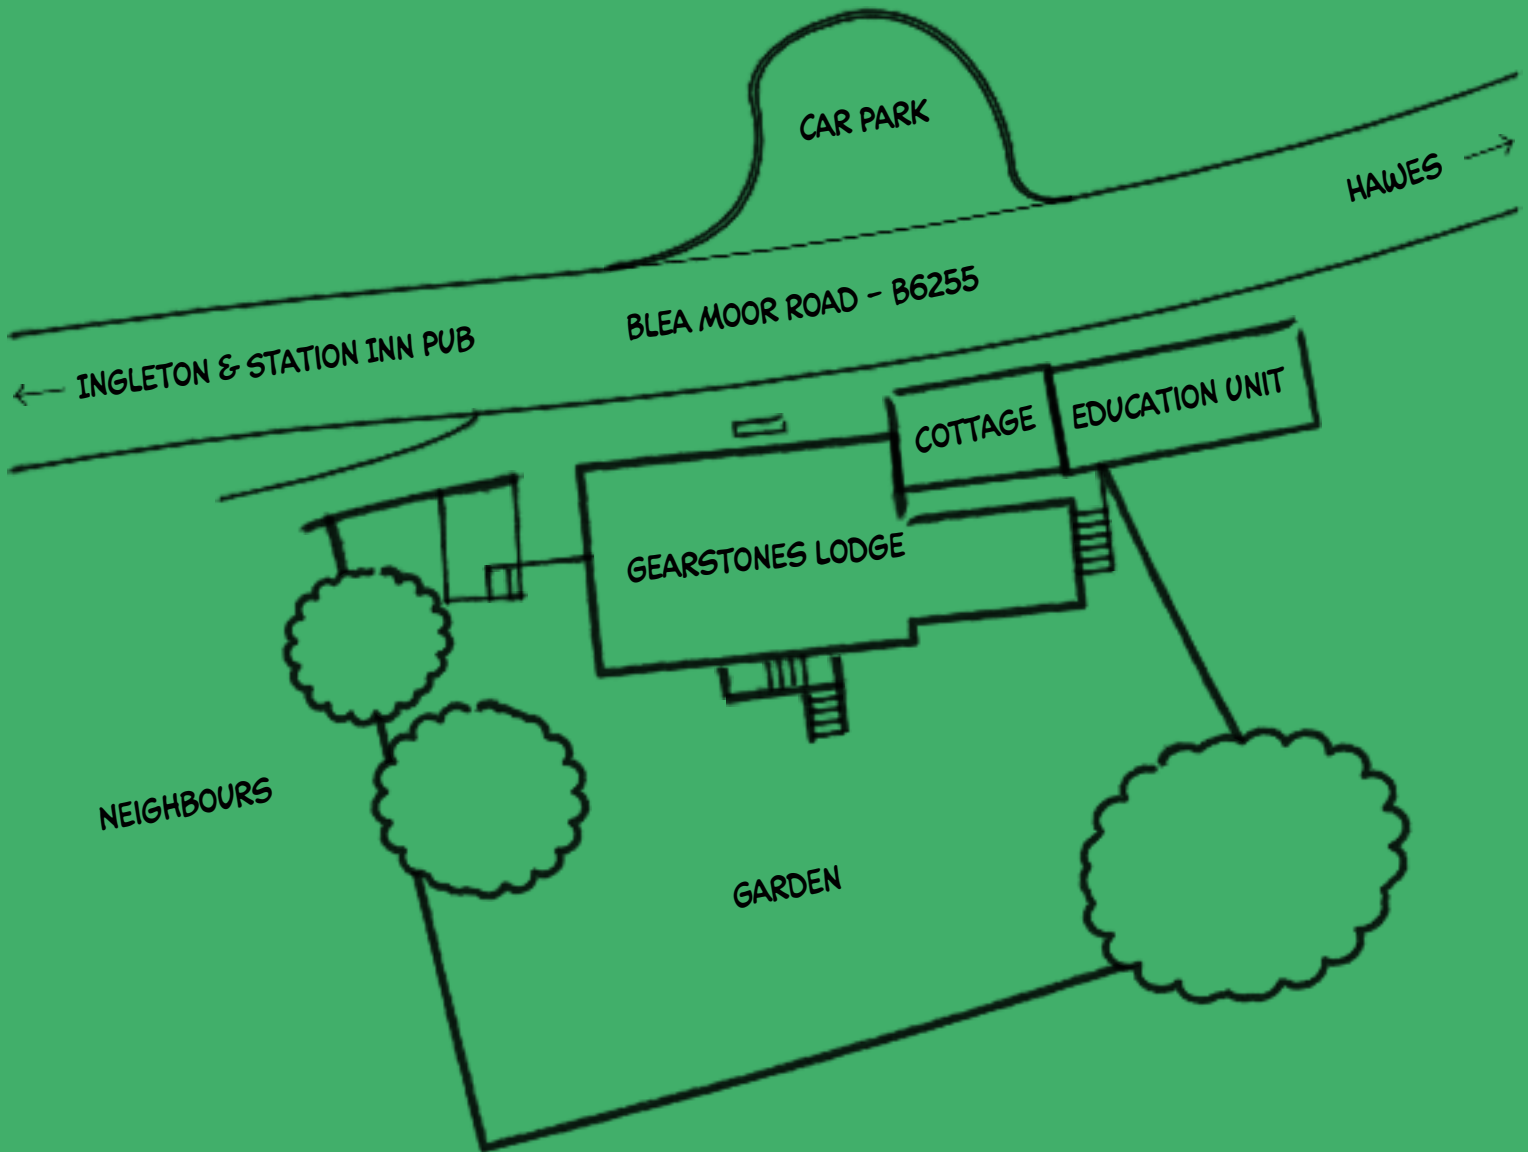 CAR PARK
HAWES
BLEA MOOR ROAD - B6255
INGLETON & STATION INN PUB
COTTAGE
EDUCATION UNIT
GEARSTONES LODGE
NEIGHBOURS
GARDEN